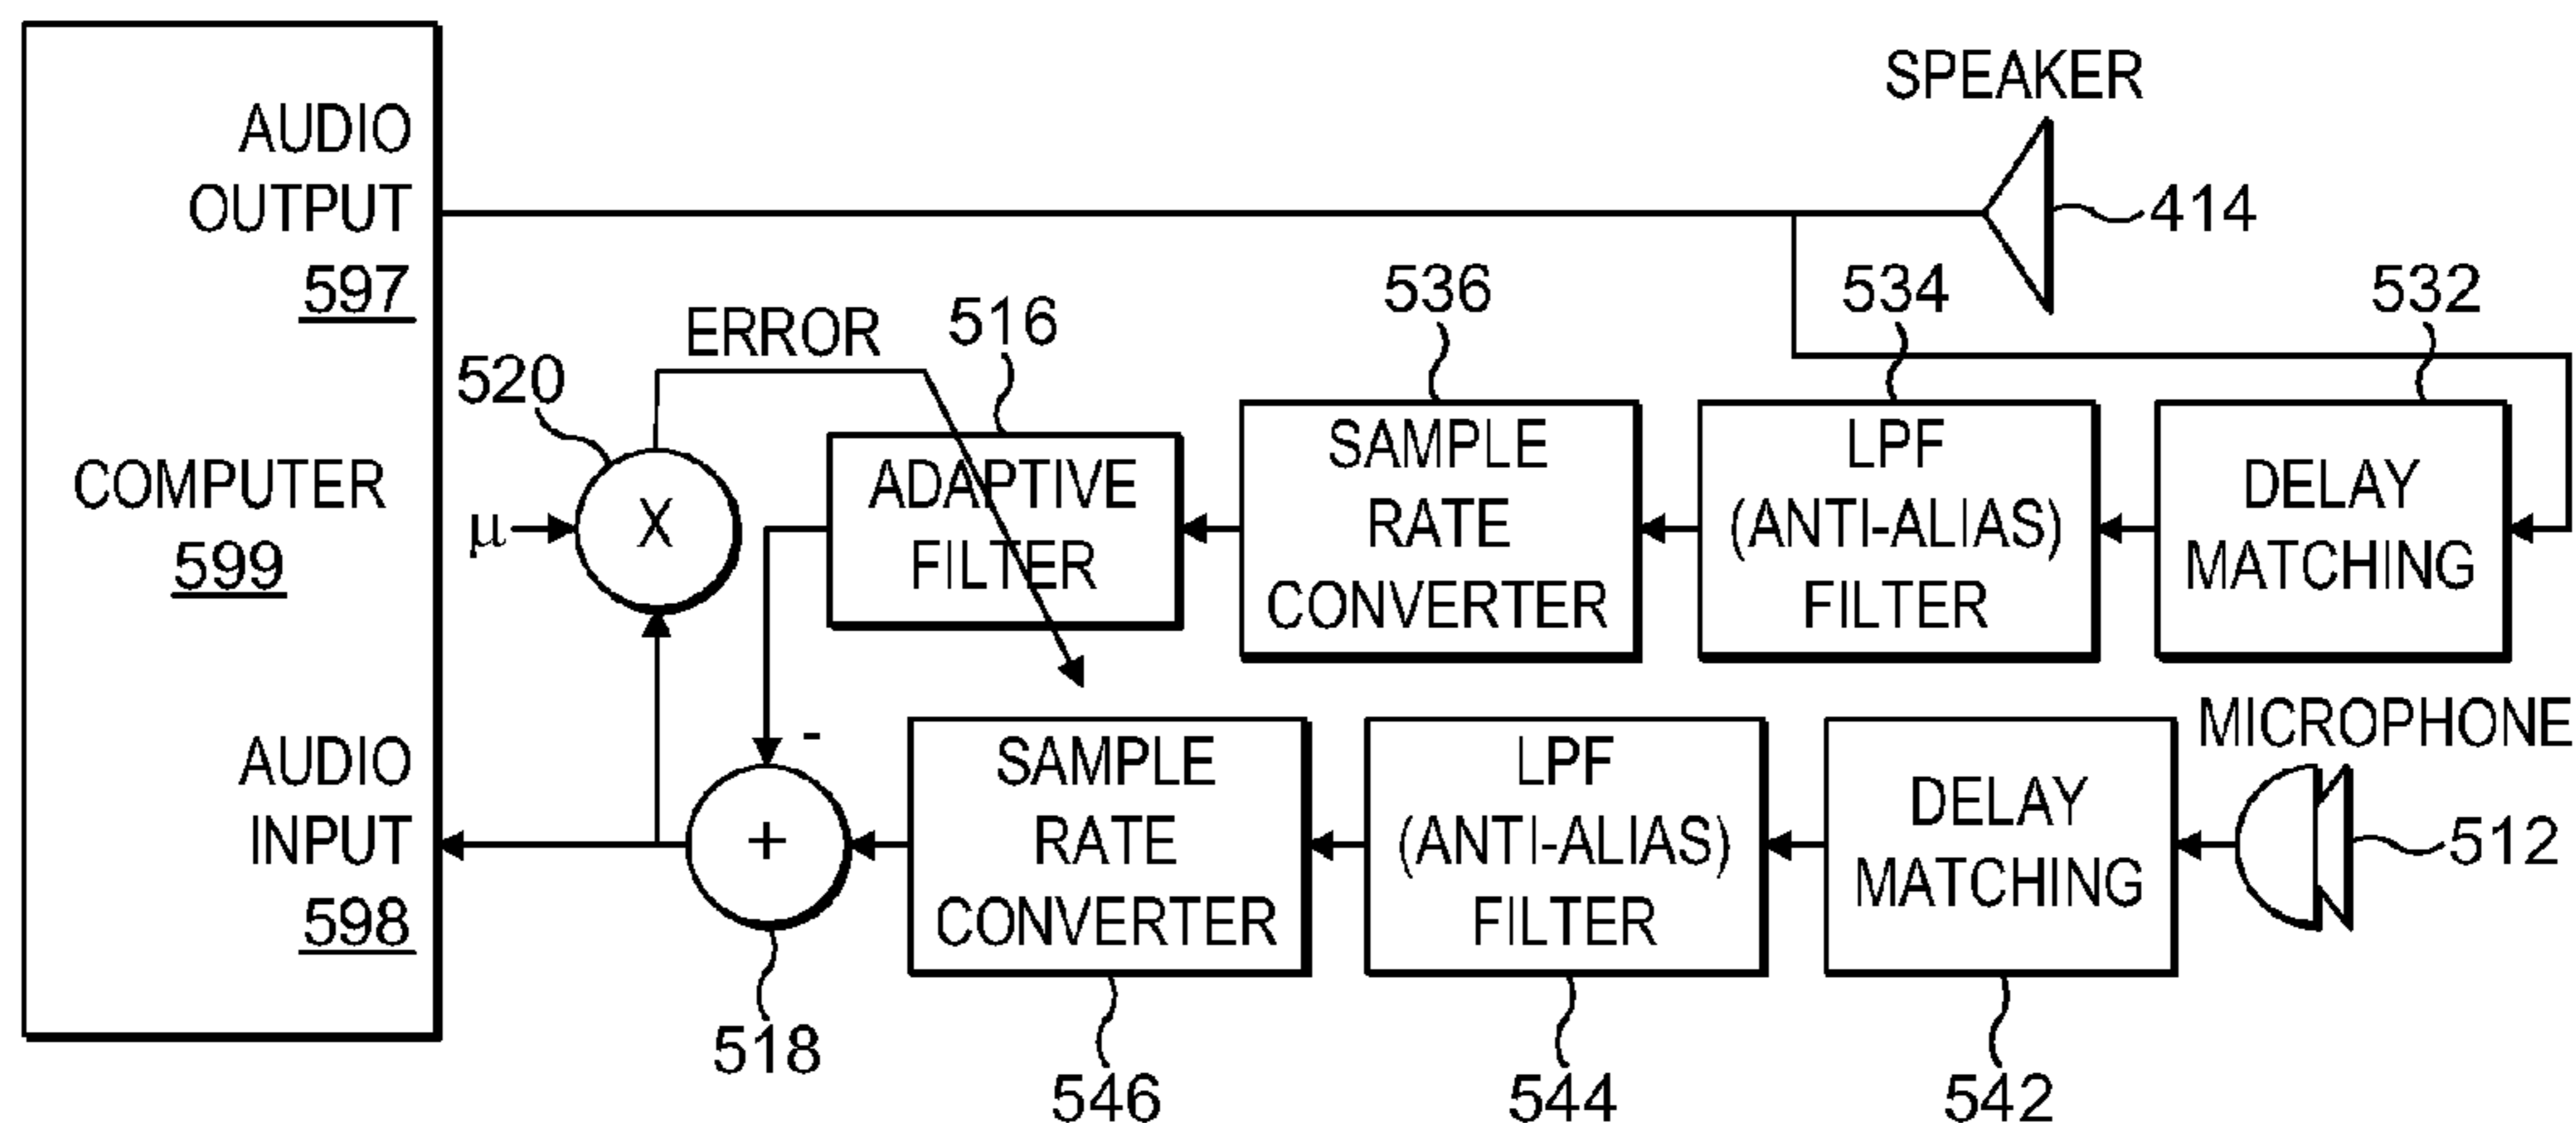 SPEAKER
AUDIO
OUTPUT
597
414
536
534
532
ERROR
516
520
SAMPLE
RATE
CONVERTER
LPF
(ANTI-ALIAS)
FILTER
DELAY
MATCHING
ADAPTIVE
FILTER
COMPUTER
599
μ
X
MICROPHONE
-
AUDIO
INPUT
598
+
SAMPLE
RATE
CONVERTER
LPF
(ANTI-ALIAS)
FILTER
DELAY
MATCHING
512
518
546
544
542